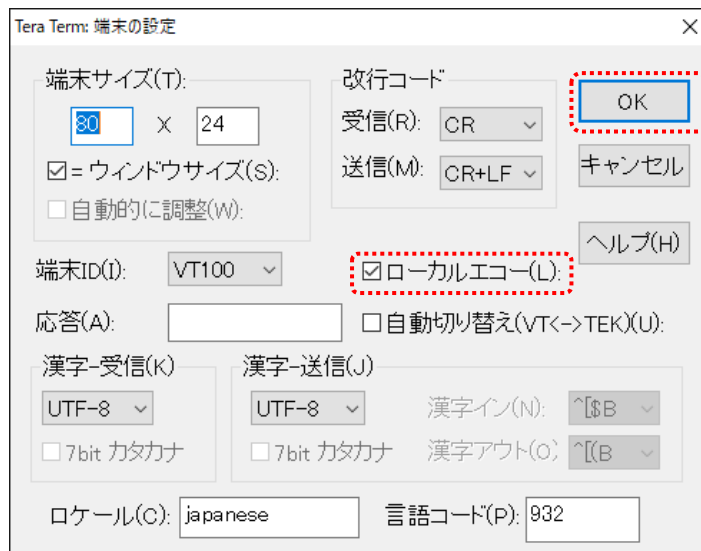 Tera Term: 端末の設定
端末サイズ(T):
80 X 24
=ウィンドウサイズ(S):
自動的に調整(W):
改行コード
受信(R): CR
送信(M): CR+LF
OK
キャンセル
ヘルプ(H)
端末ID(I): VT100
ローカルエコー(L):
応答(A):
自動切り替え(VT<->TEK)(U):
漢字-受信(K)
UTF-8
7bit カタカナ
漢字-送信(J)
UTF-8
7bit カタカナ
漢字イン(N): ^[$B
漢字アウト(O) ^[(B
ロケール(C): japanese
言語コード(P): 932